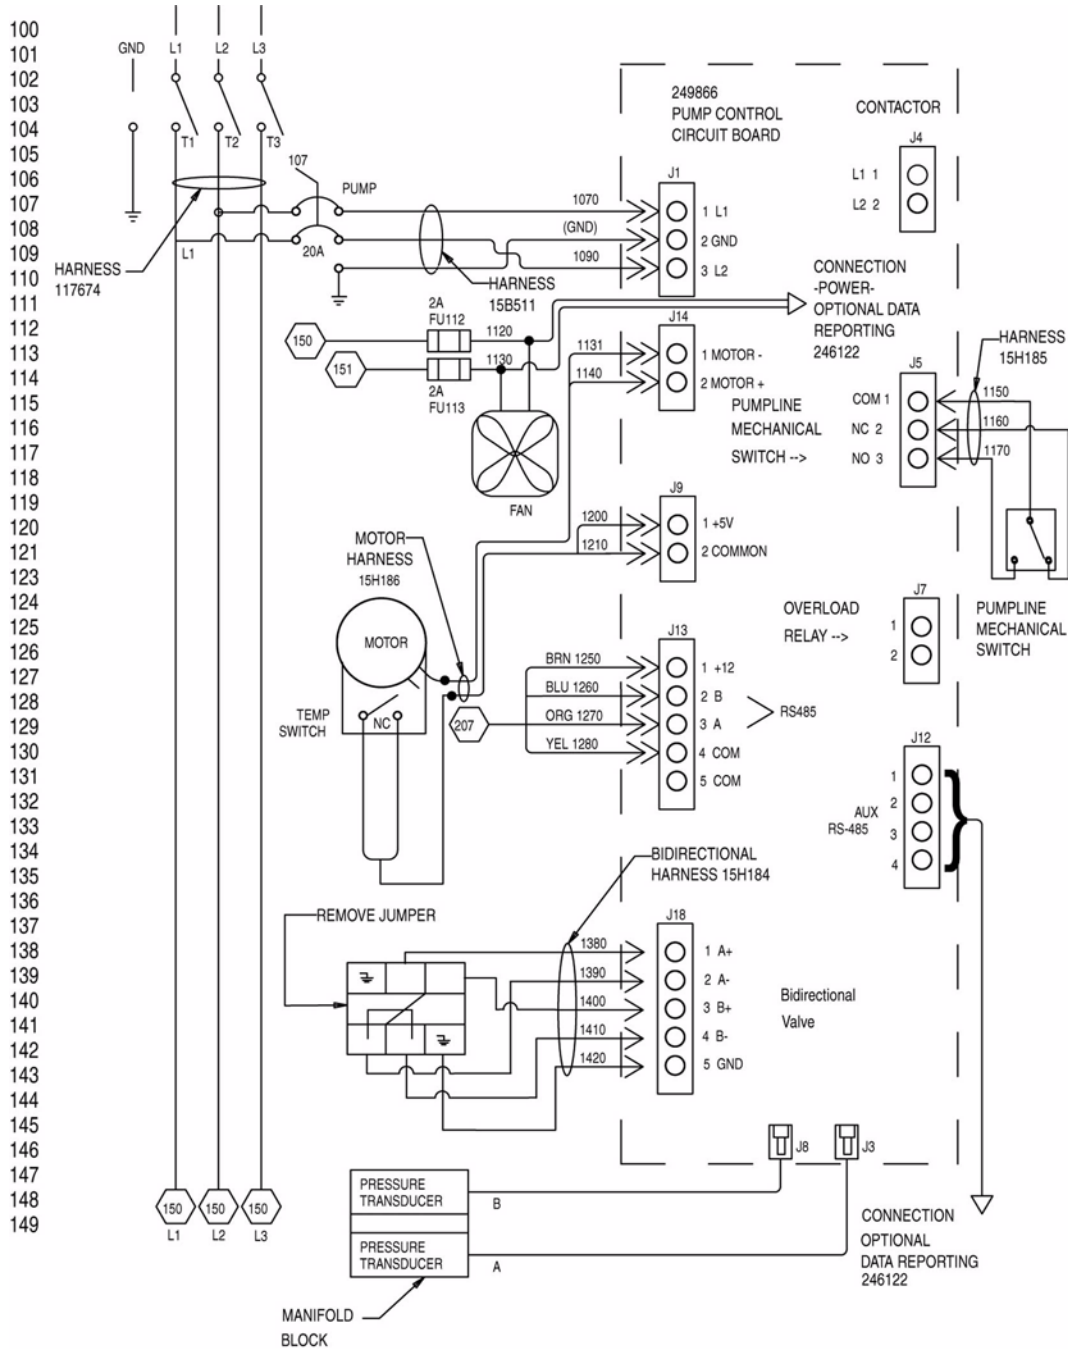 100
101
102
103
104
105
106
107
108
109
110
111
112
113
114
115
116
117
118
119
120
121
123
124
125
126
127
128
129
130
131
132
133
134
135
136
137
138
139
140
141
142
143
144
145
146
147
148
149
GND
L1
L2
L3
T1
T2
T3
107
PUMP
20A
L1
HARNESS
117674
1070
(GND)
1090
HARNESS
15B511
249866
PUMP CONTROL
CIRCUIT BOARD
CONTACTOR
J4
L1 1
L2 2
J1
1 L1
2 GND
3 L2
CONNECTION
-POWER-
OPTIONAL DATA
REPORTING
246122
150
151
2A
FU112
1120
1130
2A
FU113
FAN
1131
1140
J14
1 MOTOR -
2 MOTOR +
PUMPLINE
MECHANICAL
SWITCH -->
J5
COM 1
NC 2
NO 3
HARNESS
15H185
1150
1160
1170
PUMPLINE
MECHANICAL
SWITCH
J9
1200
1210
1 +5V
2 COMMON
MOTOR
HARNESS
15H186
MOTOR
TEMP
SWITCH
NC
207
OVERLOAD
RELAY -->
J7
1
2
J13
BRN 1250
BLU 1260
ORG 1270
YEL 1280
1 +12
2 B
3 A
4 COM
5 COM
RS485
J12
1
2
3
4
AUX
RS-485
BIDIRECTIONAL
HARNESS 15H184
REMOVE JUMPER
J18
1380
1390
1400
1410
1420
1 A+
2 A-
3 B+
4 B-
5 GND
Bidirectional
Valve
J8
J3
150
150
150
L1
L2
L3
PRESSURE
TRANSDUCER
B
PRESSURE
TRANSDUCER
A
MANIFOLD
BLOCK
CONNECTION
OPTIONAL
DATA REPORTING
246122